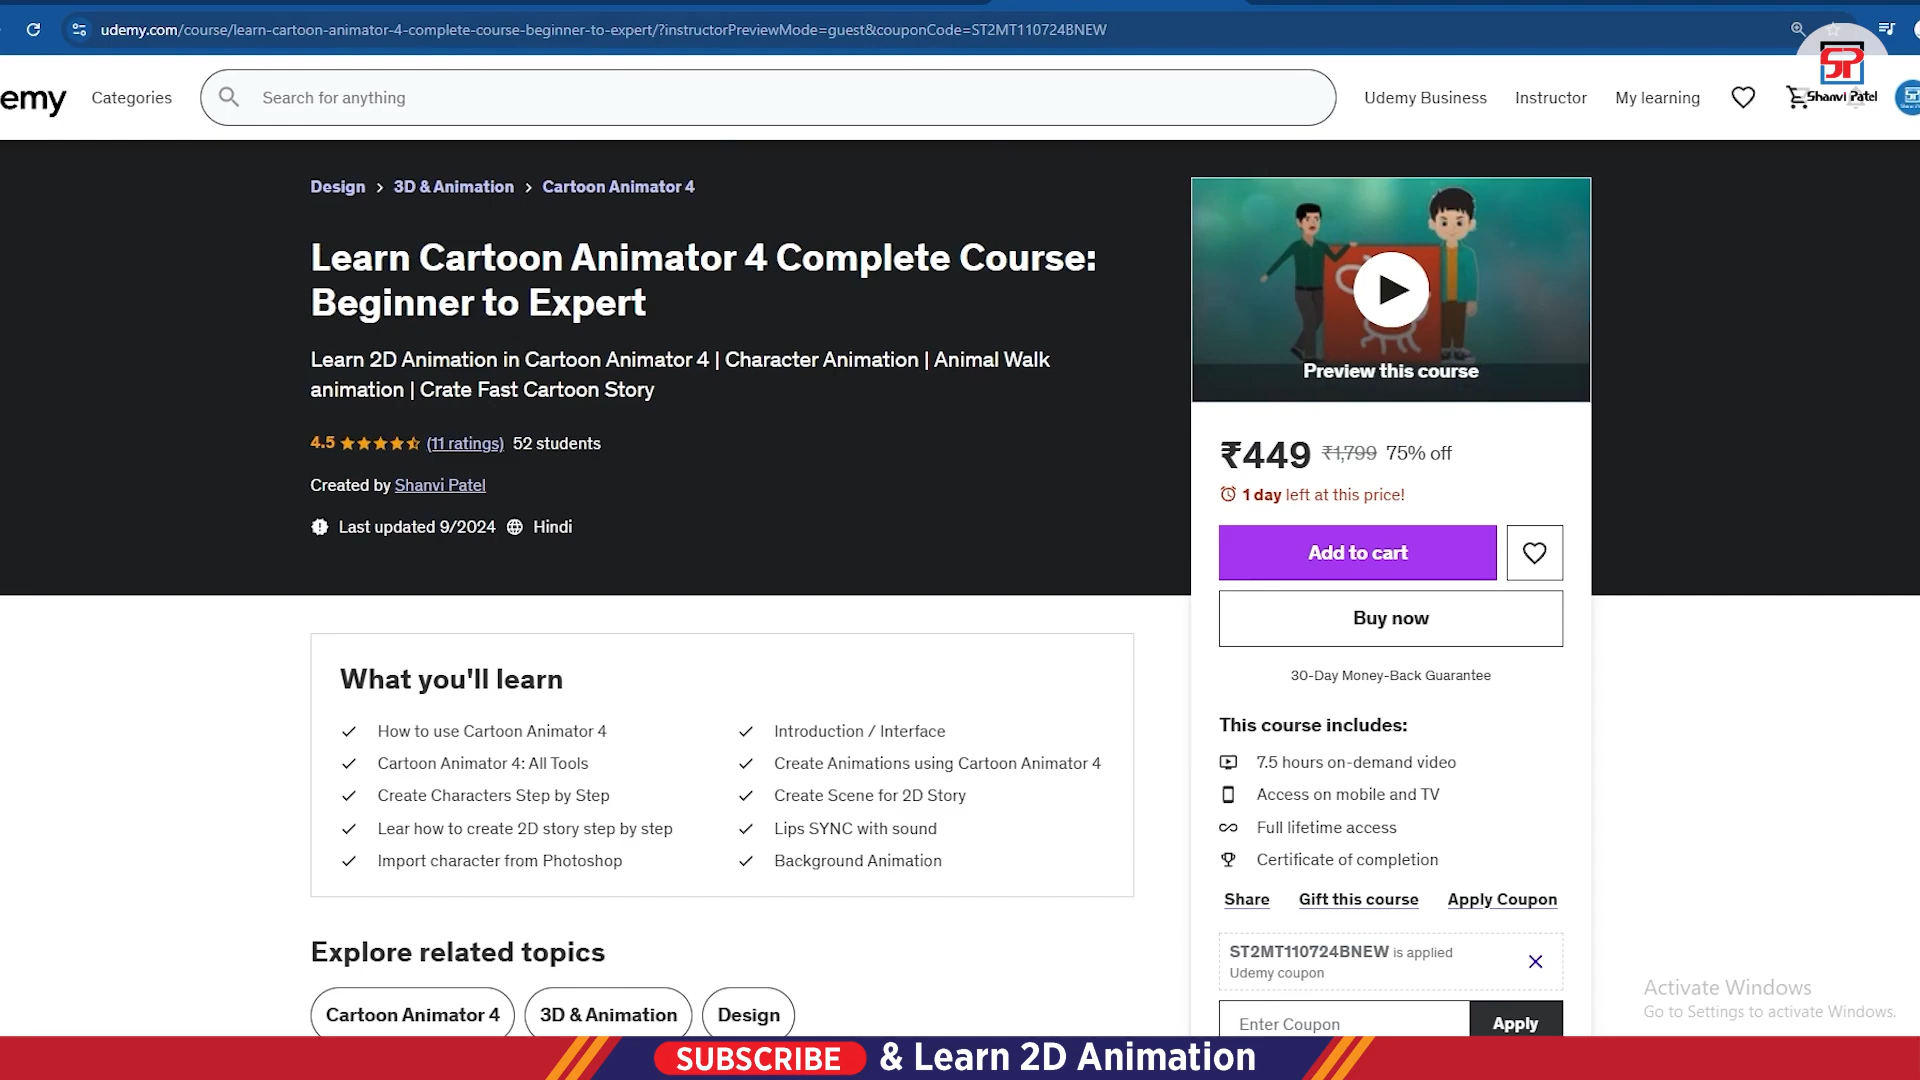 udemy.com/course/learn-cartoon-animator-4-complete-course-beginner-to-expert/?instructorPreviewMode=guest&couponCode=ST2MT110724BNEW
SP
Shanvi Patel
emy
Categories
Search for anything
Udemy Business
Instructor
My learning
Design > 3D & Animation > Cartoon Animator 4
Learn Cartoon Animator 4 Complete Course:
Beginner to Expert
Learn 2D Animation in Cartoon Animator 4 | Character Animation | Animal Walk
animation | Crate Fast Cartoon Story
4.5 (11 ratings) 52 students
Created by Shanvi Patel
Last updated 9/2024 Hindi
Preview this course
₹449 ₹1,799 75% off
1 day left at this price!
Add to cart
Buy now
30-Day Money-Back Guarantee
This course includes:
7.5 hours on-demand video
Access on mobile and TV
Full lifetime access
Certificate of completion
Share Gift this course Apply Coupon
ST2MT110724BNEW is applied
Udemy coupon
Enter Coupon
Apply
What you'll learn
How to use Cartoon Animator 4
Cartoon Animator 4: All Tools
Create Characters Step by Step
Lear how to create 2D story step by step
Import character from Photoshop
Introduction / Interface
Create Animations using Cartoon Animator 4
Create Scene for 2D Story
Lips SYNC with sound
Background Animation
Explore related topics
Cartoon Animator 4
3D & Animation
Design
Activate Windows
Go to Settings to activate Windows.
SUBSCRIBE & Learn 2D Animation